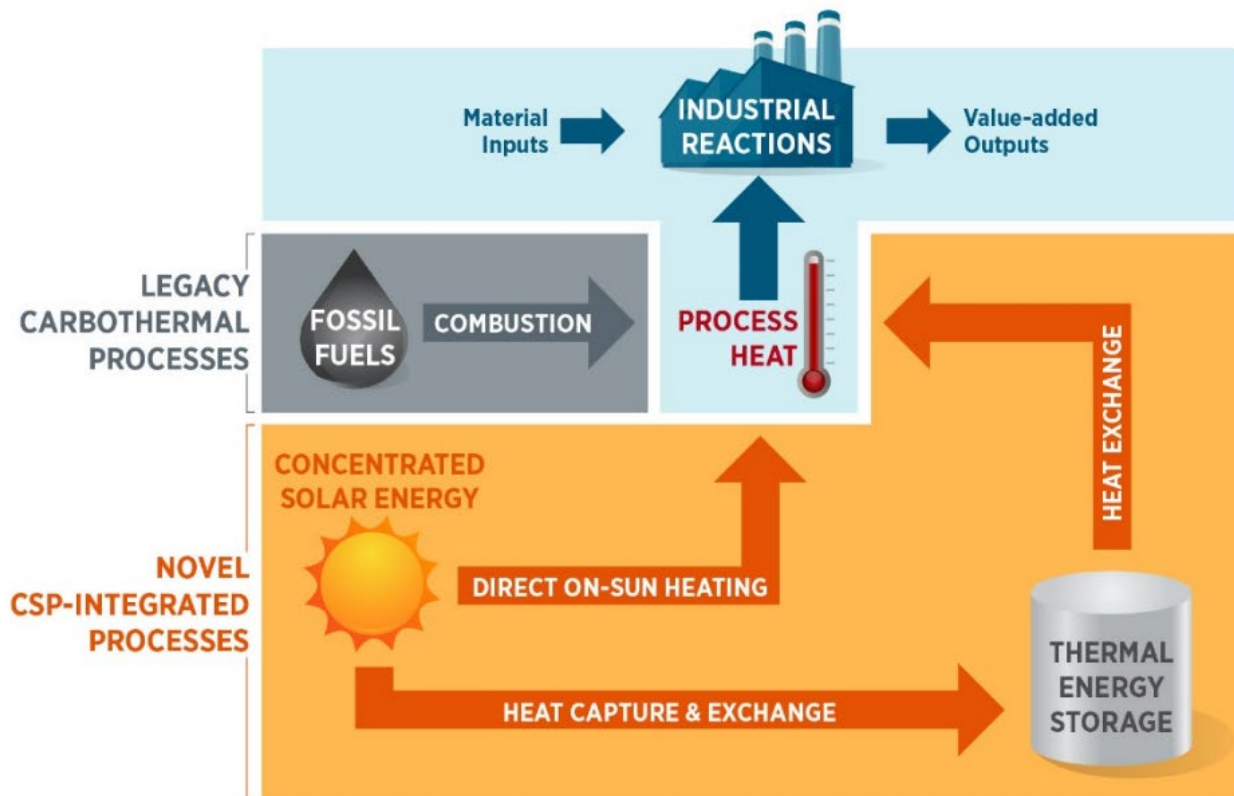 Material
Inputs
INDUSTRIAL
REACTIONS
Value-added
Outputs
LEGACY
CARBOTHERMAL
PROCESSES
FOSSIL
FUELS
COMBUSTION
PROCESS
HEAT
HEAT EXCHANGE
NOVEL
CSP-INTEGRATED
PROCESSES
CONCENTRATED
SOLAR ENERGY
DIRECT ON-SUN HEATING
HEAT CAPTURE & EXCHANGE
THERMAL
ENERGY
STORAGE